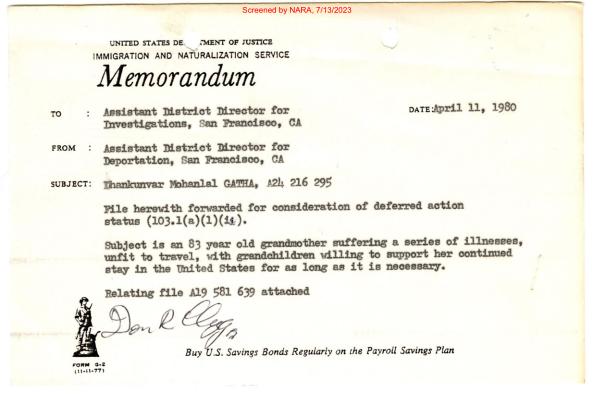 Screened by NARA, 7/13/2023
UNITED STATES DE TMENT OF JUSTICE
IMMIGRATION AND NATURALIZATION SERVICE
Memorandum
TO : Assistant District Director for Investigations, San Francisco, CA
DATE: April 11, 1980
FROM : Assistant District Director for Deportation, San Francisco, CA
SUBJECT: Dhankunvar Mohanlal GATHA, A24 216 295
File herewith forwarded for consideration of deferred action
status (103.1(a)(1)(ii).
Subject is an 83 year old grandmother suffering a series of illnesses,
unfit to travel, with grandchildren willing to support her continued
stay in the United States for as long as it is necessary.
Relating file A19 581 639 attached
Don R
Buy U.S. Savings Bonds Regularly on the Payroll Savings Plan
FORM G-2
(11-11-77)